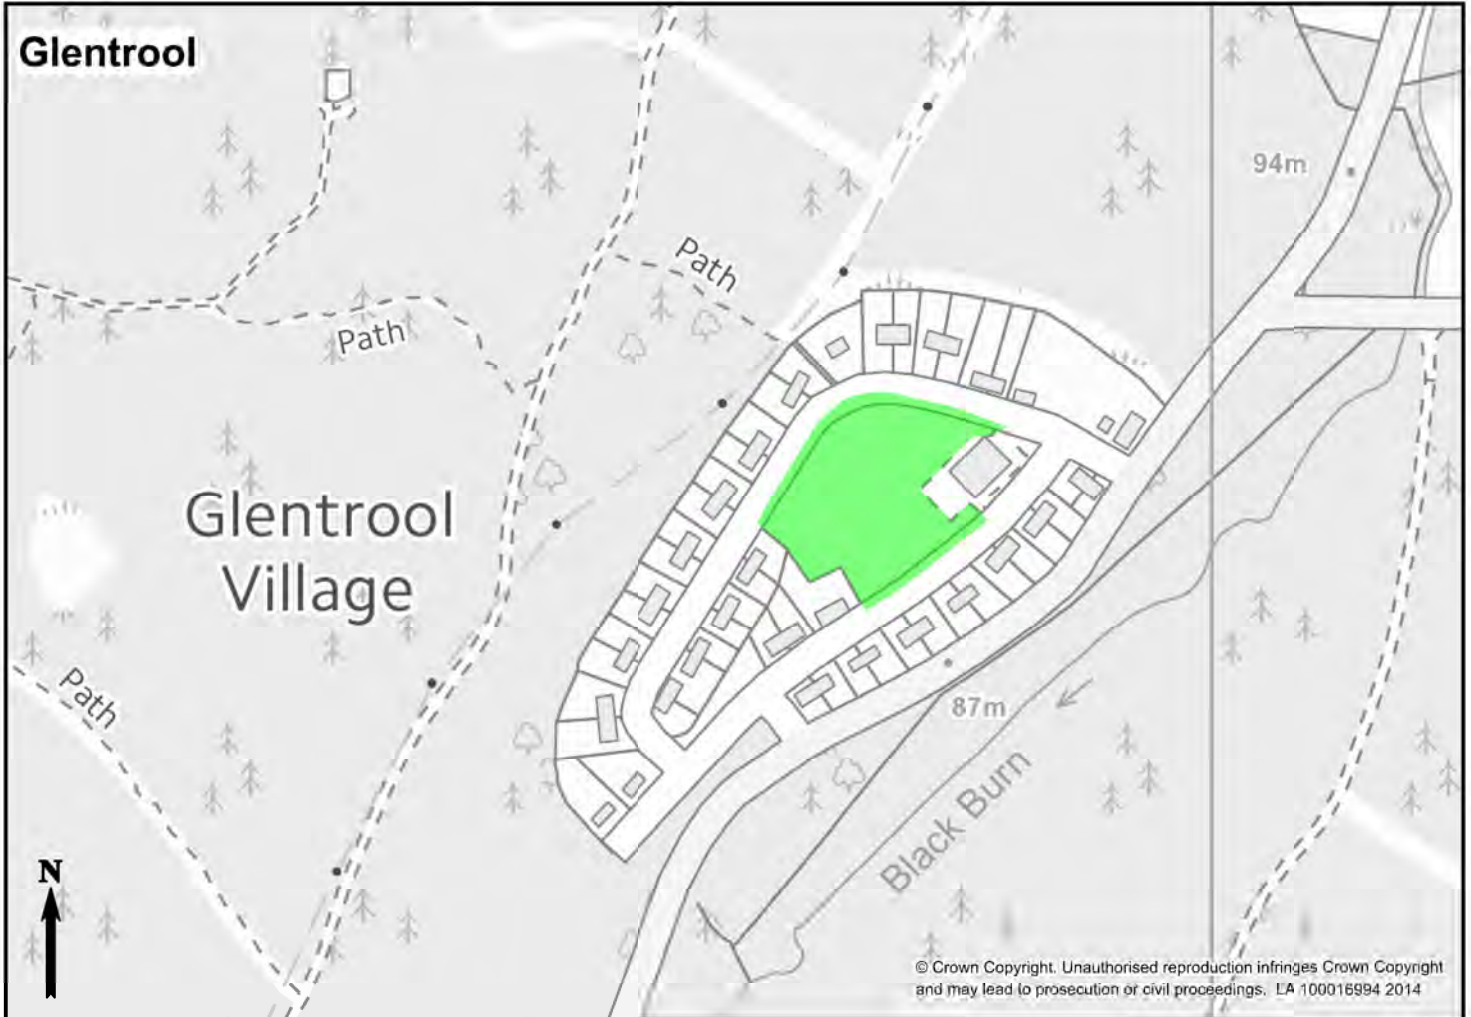 Glentrool
94m
Path
Path
Glentrool
Village
Path
87m
Black Burn
N
© Crown Copyright. Unauthorised reproduction infringes Crown Copyright
and may lead to prosecution or civil proceedings. LA 100016994 2014